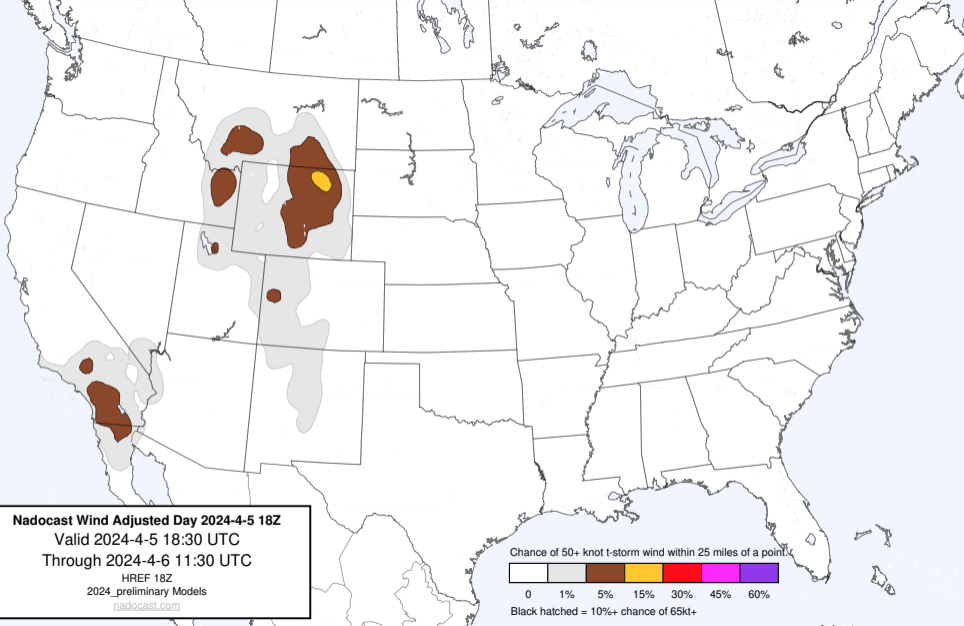 Nadocast Wind Adjusted Day 2024-4-5 18Z
Valid 2024-4-5 18:30 UTC
Through 2024-4-6 11:30 UTC
HREF 18Z
2024_preliminary Models
nadocast.com
Chance of 50+ knot t-storm wind within 25 miles of a point.
0 1% 5% 15% 30% 45% 60%
Black hatched = 10%+ chance of 65kt+